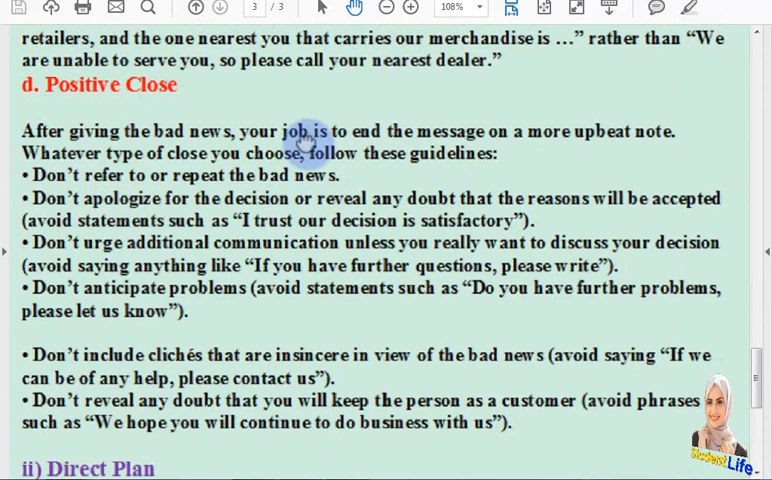 3 / 3
108%
retailers, and the one nearest you that carries our merchandise is …” rather than “We
are unable to serve you, so please call your nearest dealer.”
d. Positive Close
After giving the bad news, your job is to end the message on a more upbeat note.
Whatever type of close you choose, follow these guidelines:
• Don’t refer to or repeat the bad news.
• Don’t apologize for the decision or reveal any doubt that the reasons will be accepted
(avoid statements such as “I trust our decision is satisfactory”).
• Don’t urge additional communication unless you really want to discuss your decision
(avoid saying anything like “If you have further questions, please write”).
• Don’t anticipate problems (avoid statements such as “Do you have further problems,
please let us know”).
• Don’t include clichés that are insincere in view of the bad news (avoid saying “If we
can be of any help, please contact us”).
• Don’t reveal any doubt that you will keep the person as a customer (avoid phrases
such as “We hope you will continue to do business with us”).
Student Life
ii) Direct Plan